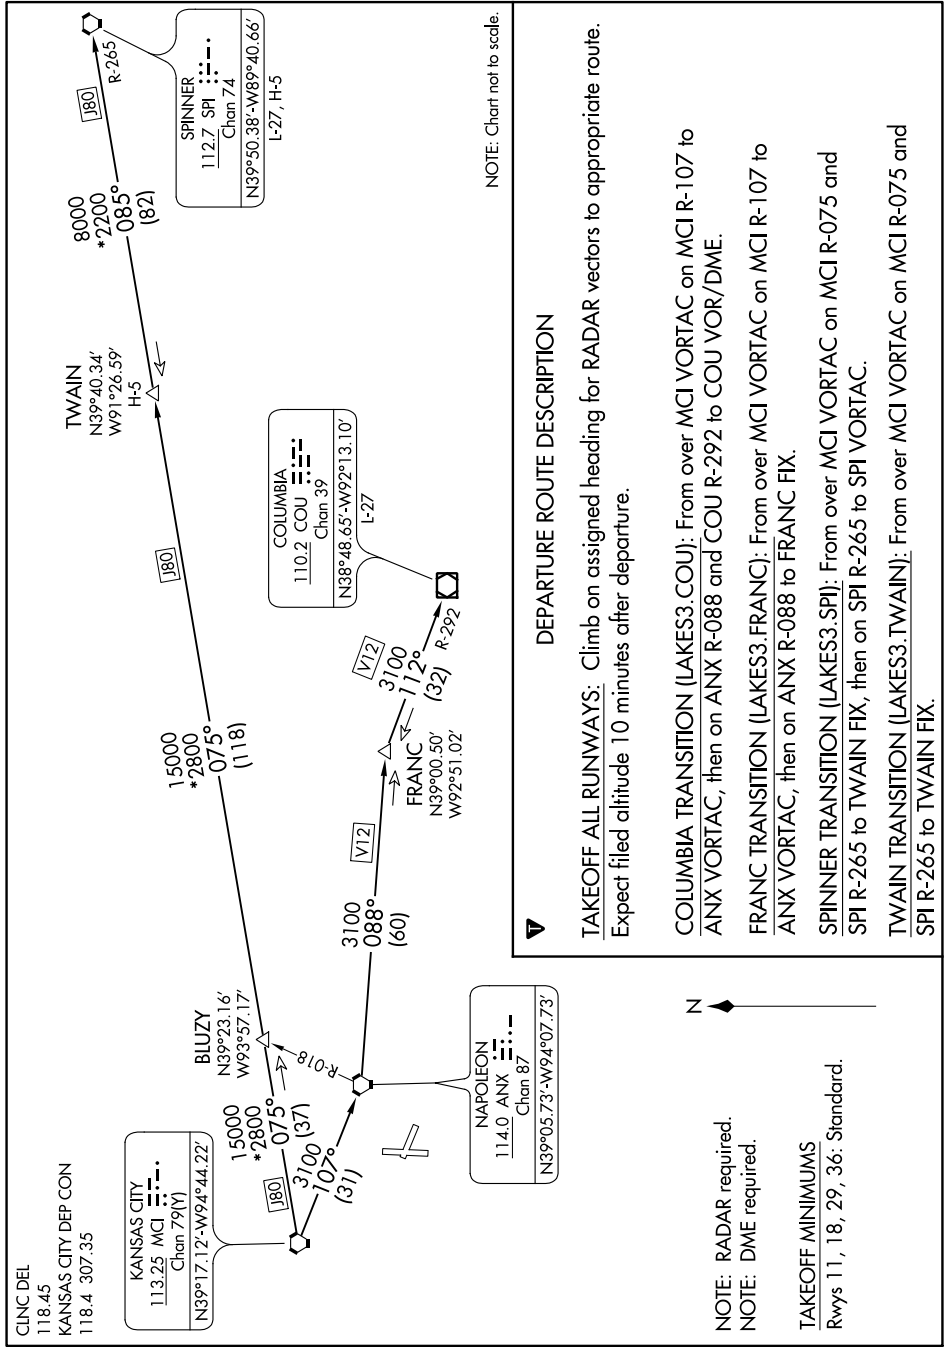 CLNC DEL
118.45
KANSAS CITY DEP CON
118.4 307.35
KANSAS CITY
113.25 MCI
Chan 79(Y)
N39°17.12'-W94°44.22'
J80
15000
*2800
075°
(37)
3100
107°
(31)
BLUZY
N39°23.16'
W93°57.17'
R-018
NAPOLEON
114.0 ANX
Chan 87
N39°05.73'-W94°07.73'
15000
*2800
075°
(118)
J80
3100
088°
(60)
V12
FRANC
N39°00.50'
W92°51.02'
V12
3100
112°
(32)
R-292
COLUMBIA
110.2 COU
Chan 39
N38°48.65'-W92°13.10'
L-27
TWAIN
N39°40.34'
W91°26.59'
H-5
8000
*2200
085°
(82)
J80
R-265
SPINNER
112.7 SPI
Chan 74
N39°50.38'-W89°40.66'
L-27, H-5
NOTE: Chart not to scale.
N
NOTE: RADAR required.
NOTE: DME required.
TAKEOFF MINIMUMS
Rwys 11, 18, 29, 36: Standard.
T
DEPARTURE ROUTE DESCRIPTION
TAKEOFF ALL RUNWAYS: Climb on assigned heading for RADAR vectors to appropriate route.
Expect filed altitude 10 minutes after departure.
COLUMBIA TRANSITION (LAKES3.COU): From over MCI VORTAC on MCI R-107 to
ANX VORTAC, then on ANX R-088 and COU R-292 to COU VOR/DME.
FRANC TRANSITION (LAKES3.FRANC): From over MCI VORTAC on MCI R-107 to
ANX VORTAC, then on ANX R-088 to FRANC FIX.
SPINNER TRANSITION (LAKES3.SPI): From over MCI VORTAC on MCI R-075 and
SPI R-265 to TWAIN FIX, then on SPI R-265 to SPI VORTAC.
TWAIN TRANSITION (LAKES3.TWAIN): From over MCI VORTAC on MCI R-075 and
SPI R-265 to TWAIN FIX.